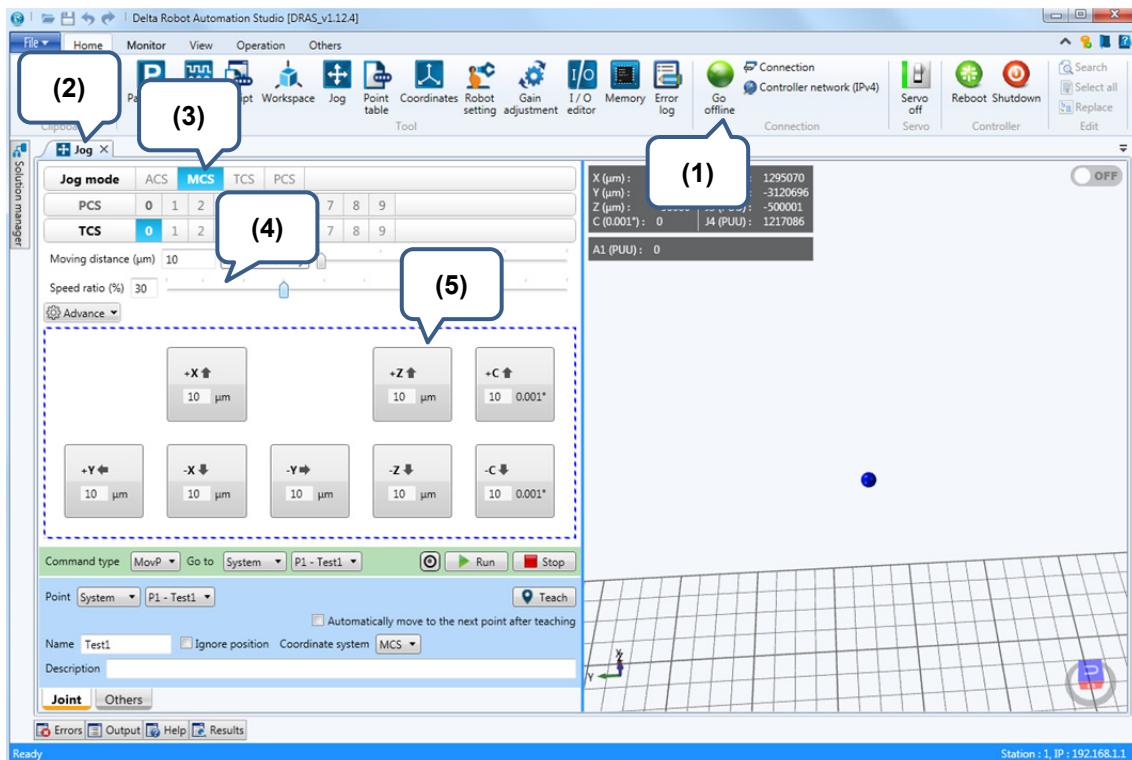 Delta Robot Automation Studio [DRAS_v1.12.4]
File Home Monitor View Operation Others
Workspace Jog Point table Coordinates Robot setting Gain adjustment I / O editor Memory Error log
Go offline Connection Controller network (IPv4)
Servo off Reboot Shutdown
Search
Select all
Replace
Clipboard Tool Connection Servo Controller Edit
(2)
(3)
(1)
Solution manager
Jog
Jog mode ACS MCS TCS PCS
PCS 0 1 2 7 8 9
TCS 0 1 2 7 8 9
(4)
Moving distance (µm) 10
Speed ratio (%) 30
(5)
Advance
+X 10 µm
+Z 10 µm
+C 10 0.001°
+Y 10 µm
-X 10 µm
-Y 10 µm
-Z 10 µm
-C 10 0.001°
Command type MovP Go to System P1 - Test1 Run Stop
Point System P1 - Test1 Teach
Automatically move to the next point after teaching
Name Test1 Ignore position Coordinate system MCS
Description
Joint Others
X (µm) : 1295070
Y (µm) : -3120696
Z (µm) : -500001
C (0.001°) : 0 J4 (PUU) : 1217086
A1 (PUU) : 0
OFF
Y
Errors Output Help Results
Ready Station : 1, IP : 192.168.1.1